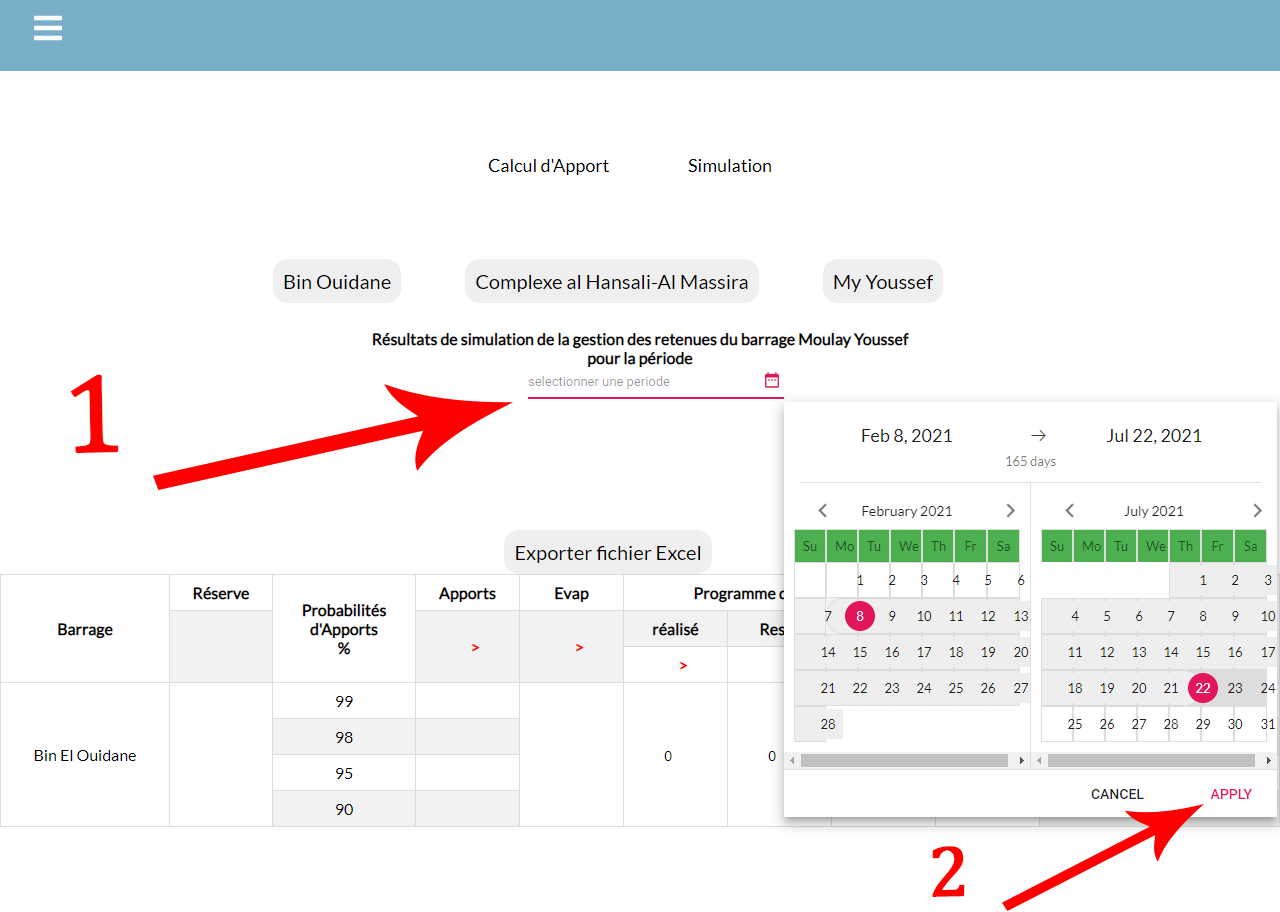 Calcul d'Apport Simulation
Bin Ouidane Complexe al Hansali-Al Massira My Youssef
Résultats de simulation de la gestion des retenues du barrage Moulay Youssef
pour la période
selectionner une periode
1
Feb 8, 2021 → Jul 22, 2021
165 days
February 2021
Su Mo Tu We Th Fr Sa
1 2 3 4 5 6
7 8 9 10 11 12 13
14 15 16 17 18 19 20
21 22 23 24 25 26 27
28
July 2021
Su Mo Tu We Th Fr Sa
1 2 3
4 5 6 7 8 9 10
11 12 13 14 15 16 17
18 19 20 21 22 23 24
25 26 27 28 29 30 31
CANCEL APPLY
2
Exporter fichier Excel
Barrage
Réserve
Probabilités
d'Apports
%
Apports
>
Evap
>
Programme
réalisé
>
Res
Bin El Ouidane
99
98
95
90
0
0